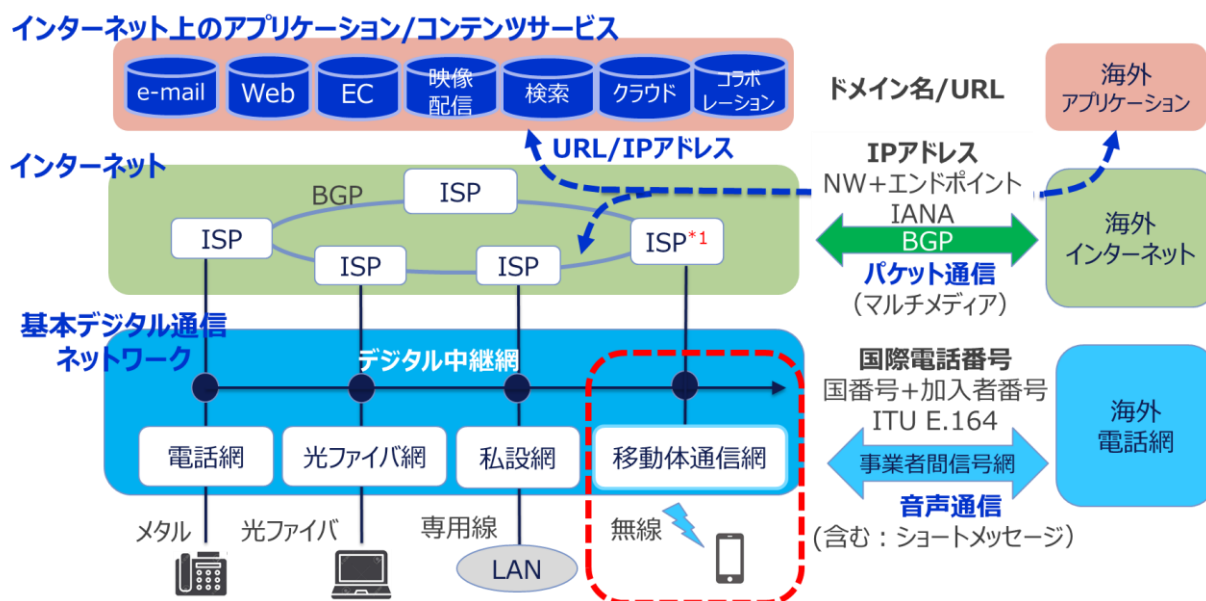 インターネット上のアプリケーション/コンテンツサービス
e-mail
Web
EC
映像
配信
検索
クラウド
コラボ
レーション
ドメイン名/URL
海外
アプリケーション
URL/IPアドレス
インターネット
BGP
ISP
ISP
ISP
ISP
ISP*1
IPアドレス
NW+エンドポイント
IANA
BGP
パケット通信
(マルチメディア)
海外
インターネット
基本デジタル通信
ネットワーク
デジタル中継網
電話網
光ファイバ網
私設網
移動体通信網
国際電話番号
国番号+加入者番号
ITU E.164
事業者間信号網
音声通信
(含む:ショートメッセージ)
海外
電話網
メタル
光ファイバ
専用線
無線
LAN